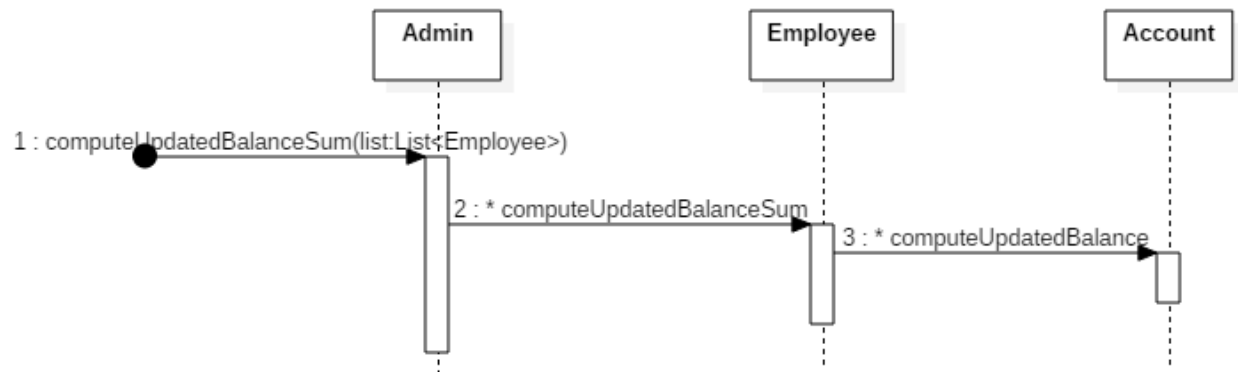 Admin
Employee
Account
1 : computeUpdatedBalanceSum(list:List<Employee>)
2 : * computeUpdatedBalanceSum
3 : * computeUpdatedBalance